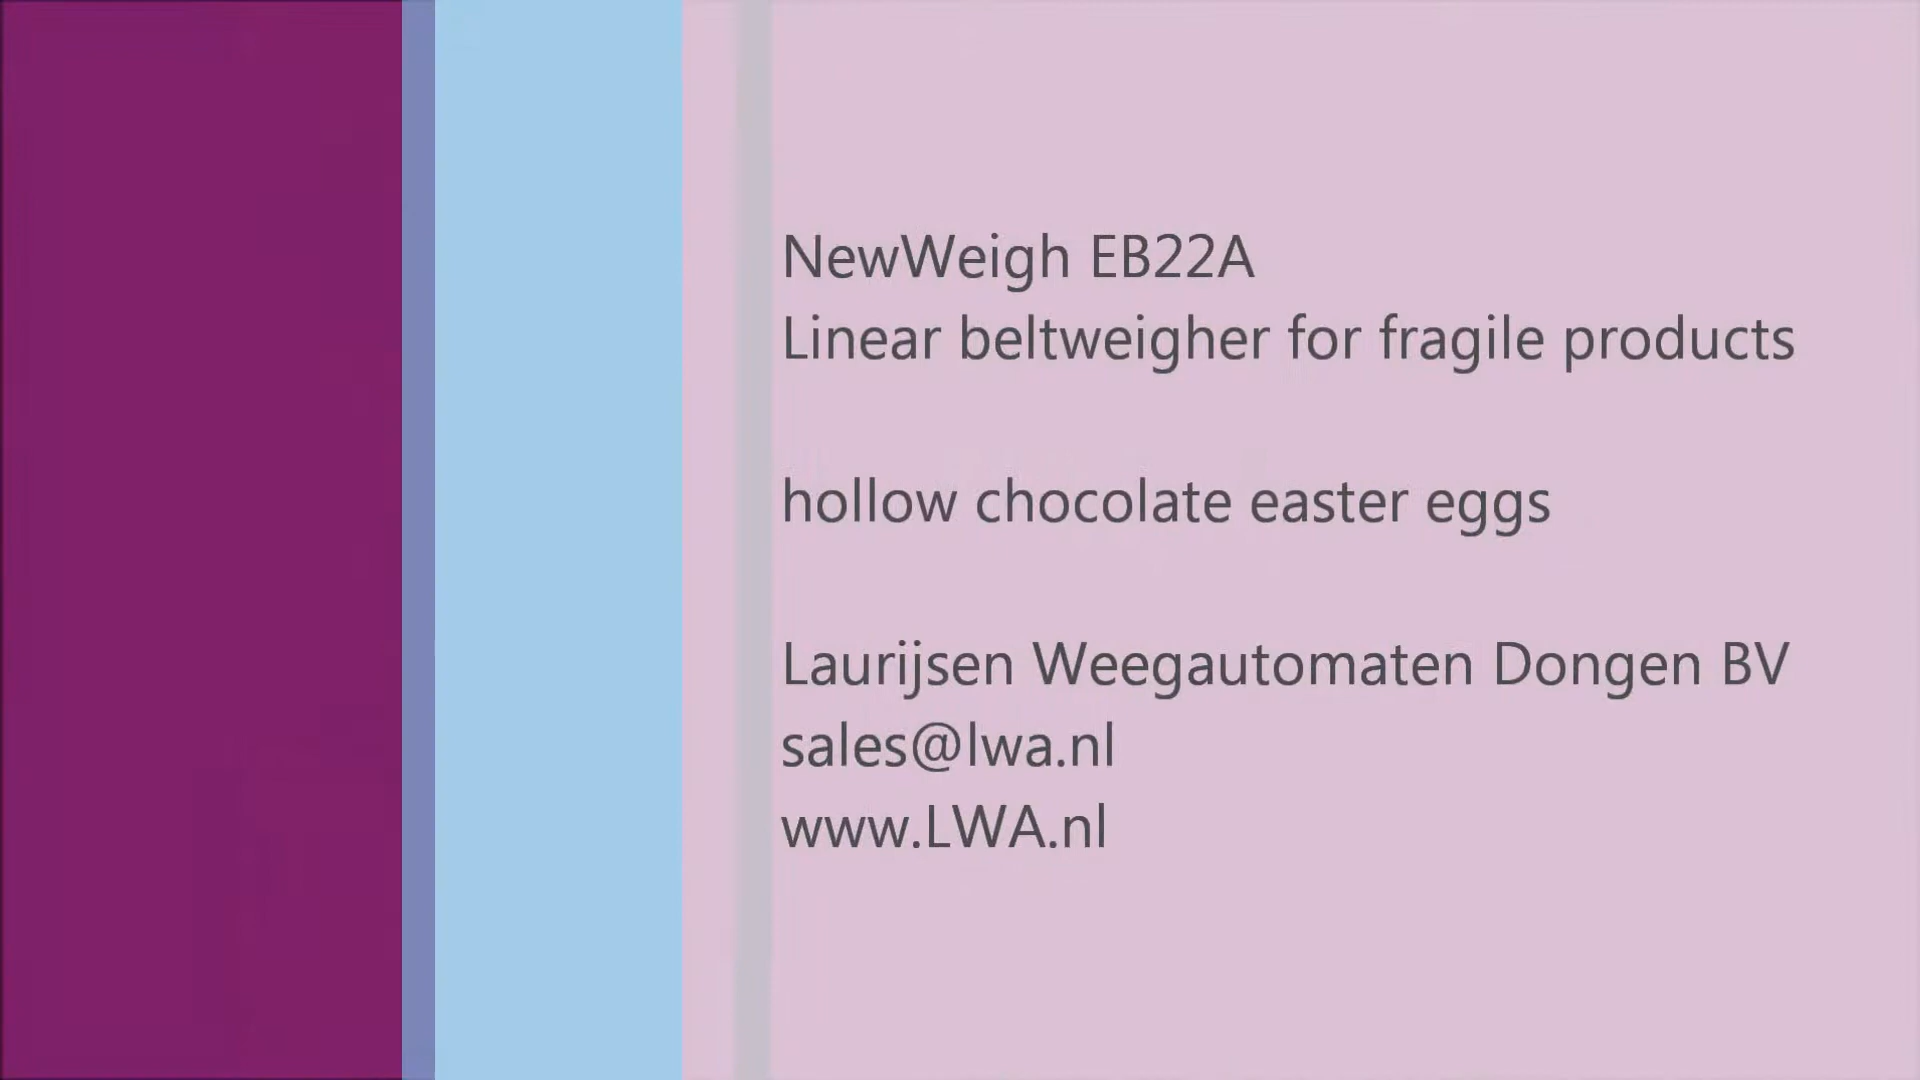 NewWeigh EB22A
Linear beltweigher for fragile products
hollow chocolate easter eggs
Laurijsen Weegautomaten Dongen BV
sales@lwa.nl
www.LWA.nl